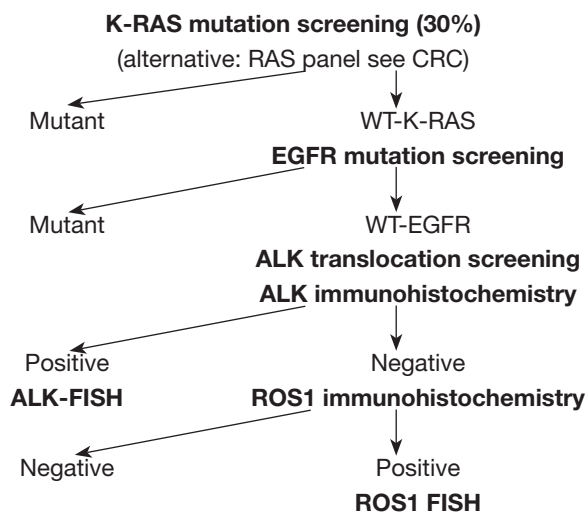 K-RAS mutation screening (30%)
(alternative: RAS panel see CRC)
Mutant
WT-K-RAS
EGFR mutation screening
Mutant
WT-EGFR
ALK translocation screening
ALK immunohistochemistry
Positive
Negative
ALK-FISH
ROS1 immunohistochemistry
Negative
Positive
ROS1 FISH